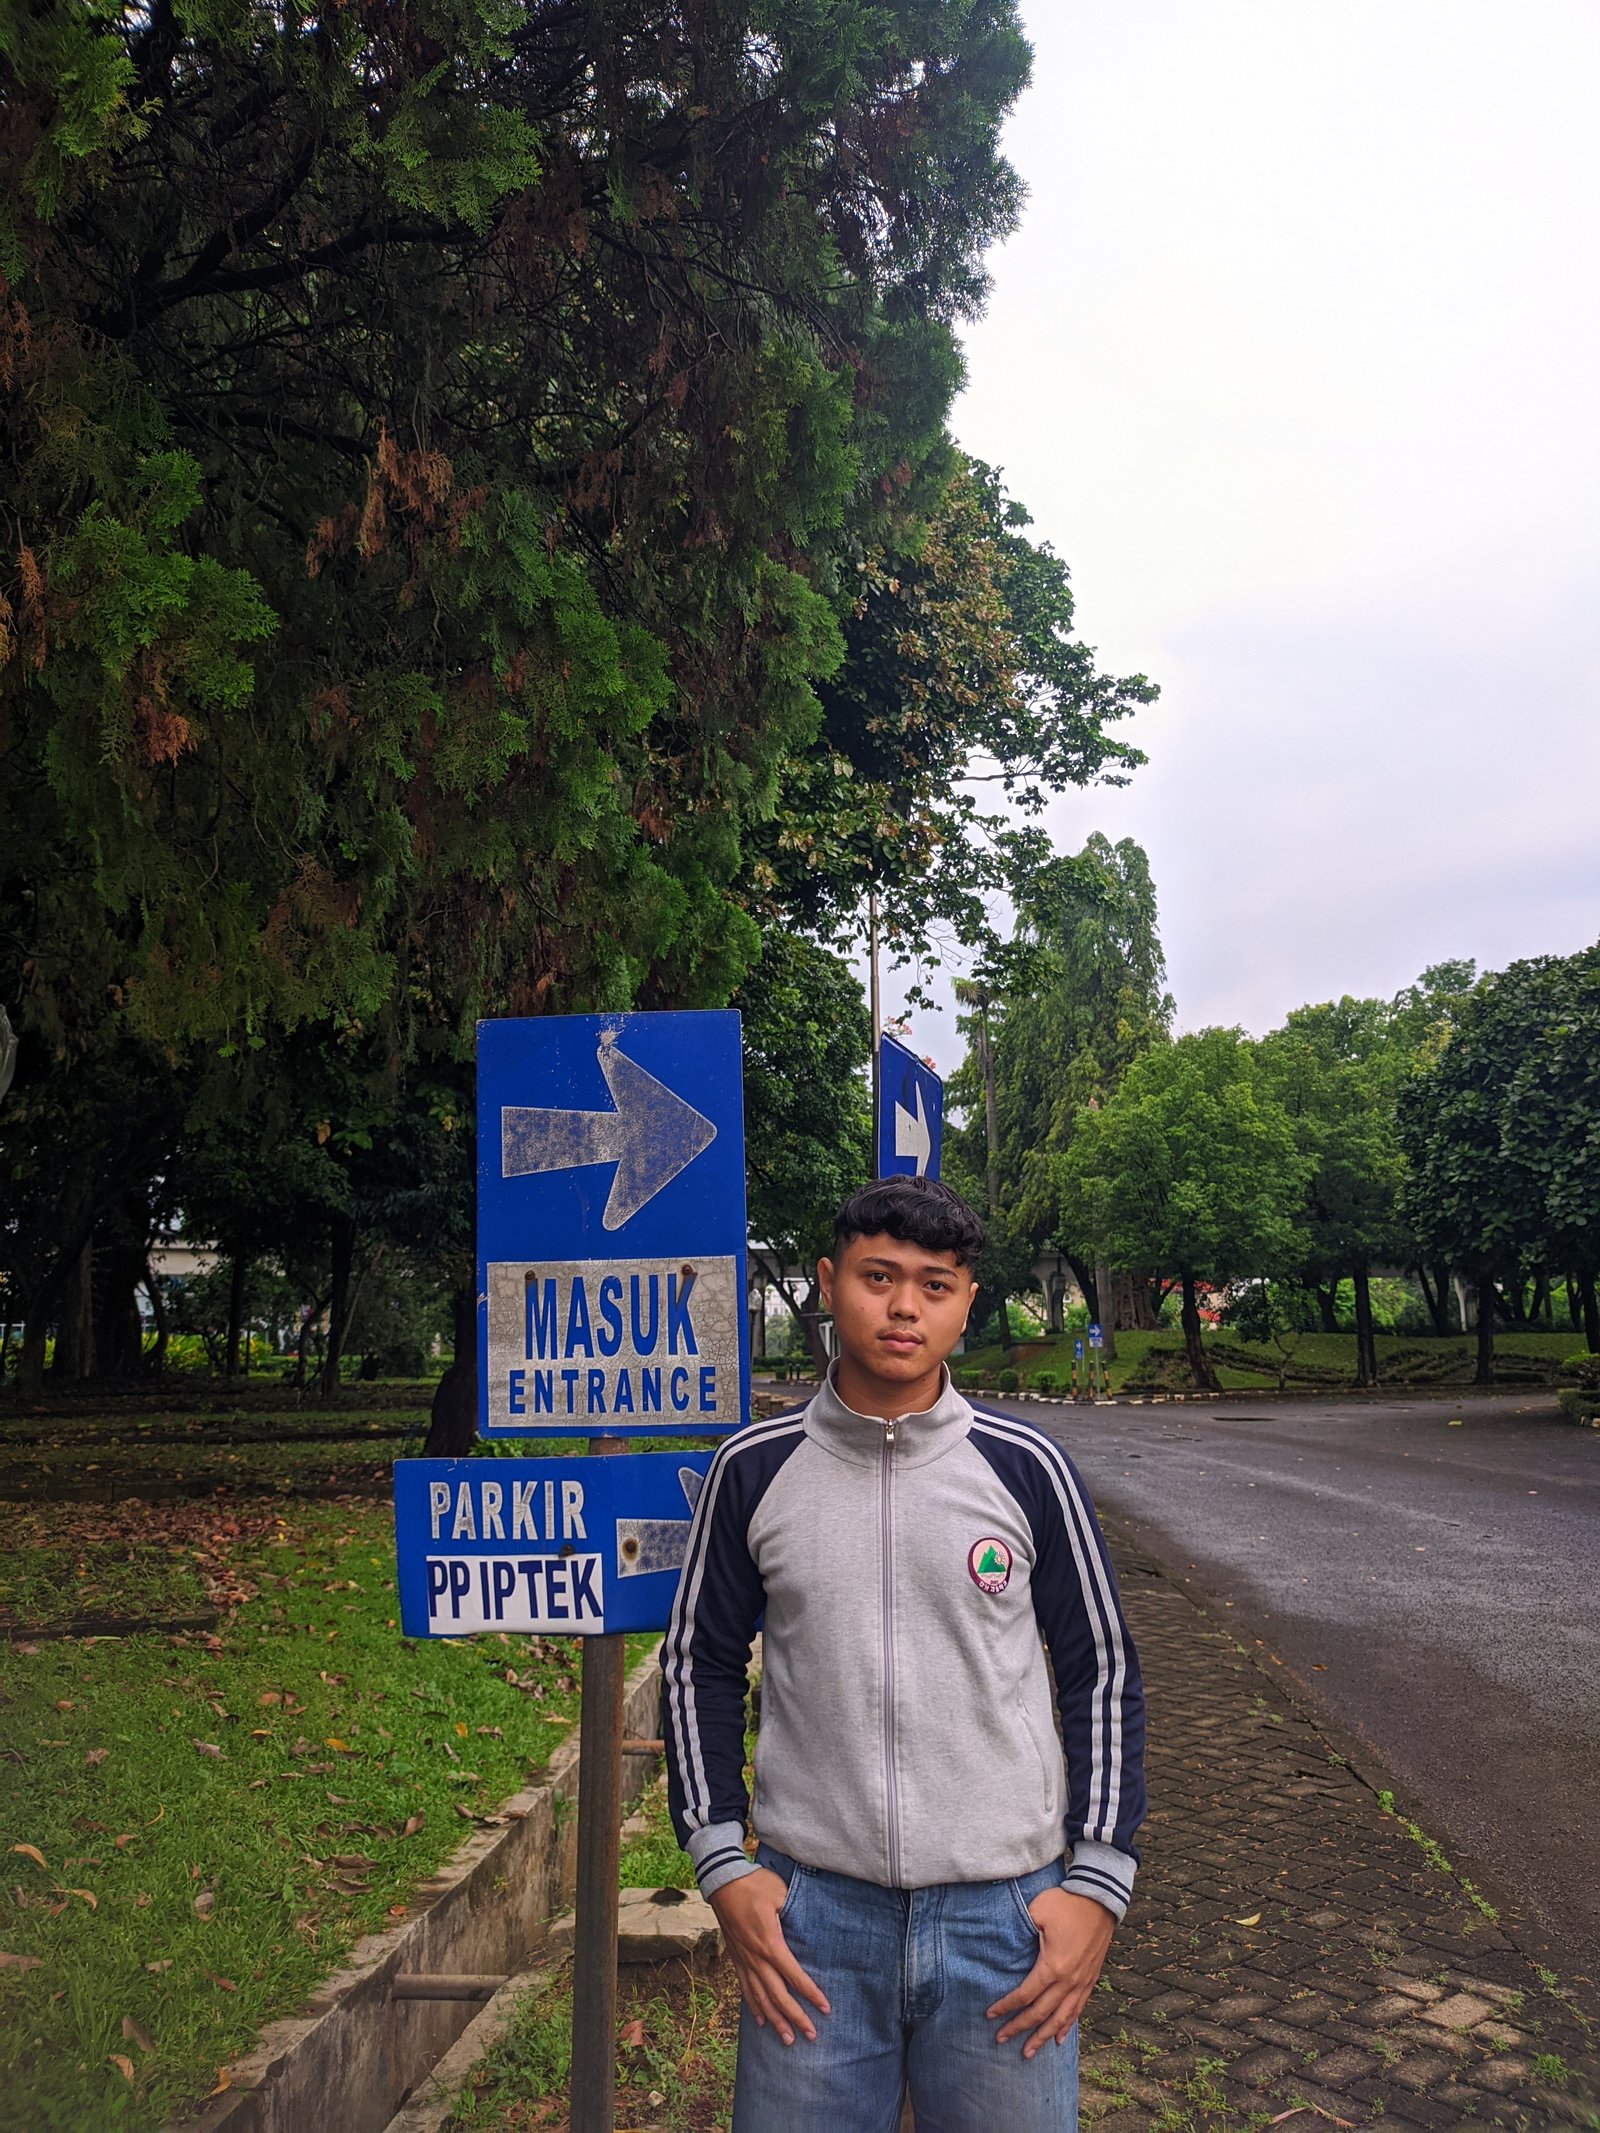 MASUK
ENTRANCE
PARKIR
PP IPTEK